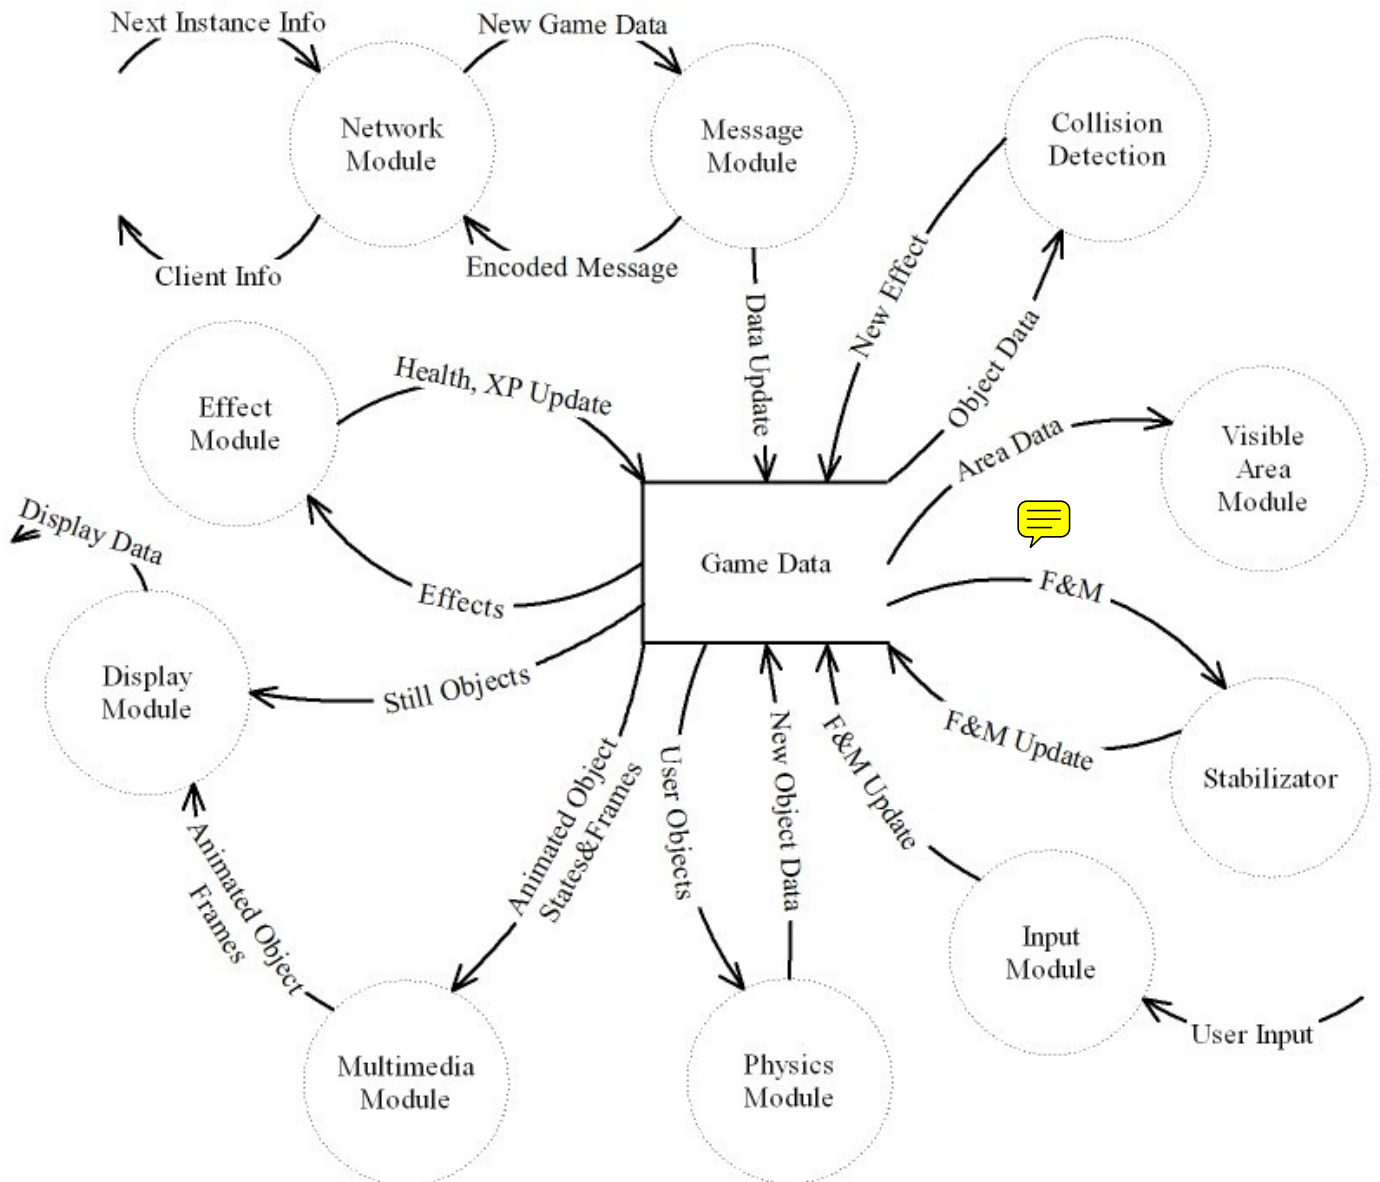 Next Instance Info
New Game Data
Network
Module
Message
Module
Collision
Detection
Client Info
Encoded Message
Data Update
New Effect
Object Data
Health, XP Update
Effect
Module
Area Data
Visible
Area
Module
Display Data
Game Data
F&M
Effects
Display
Module
Still Objects
F&M Update
Stabilizator
Animated Object
States&Frames
User Objects
New Object Data
F&M Update
Animated Object
Frames
Input
Module
User Input
Multimedia
Module
Physics
Module